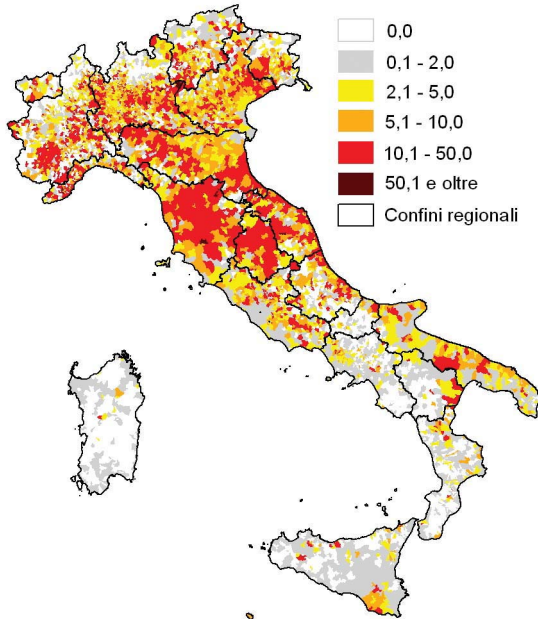 0,0
0,1 - 2,0
2,1 - 5,0
5,1 - 10,0
10,1 - 50,0
50,1 e oltre
Confini regionali